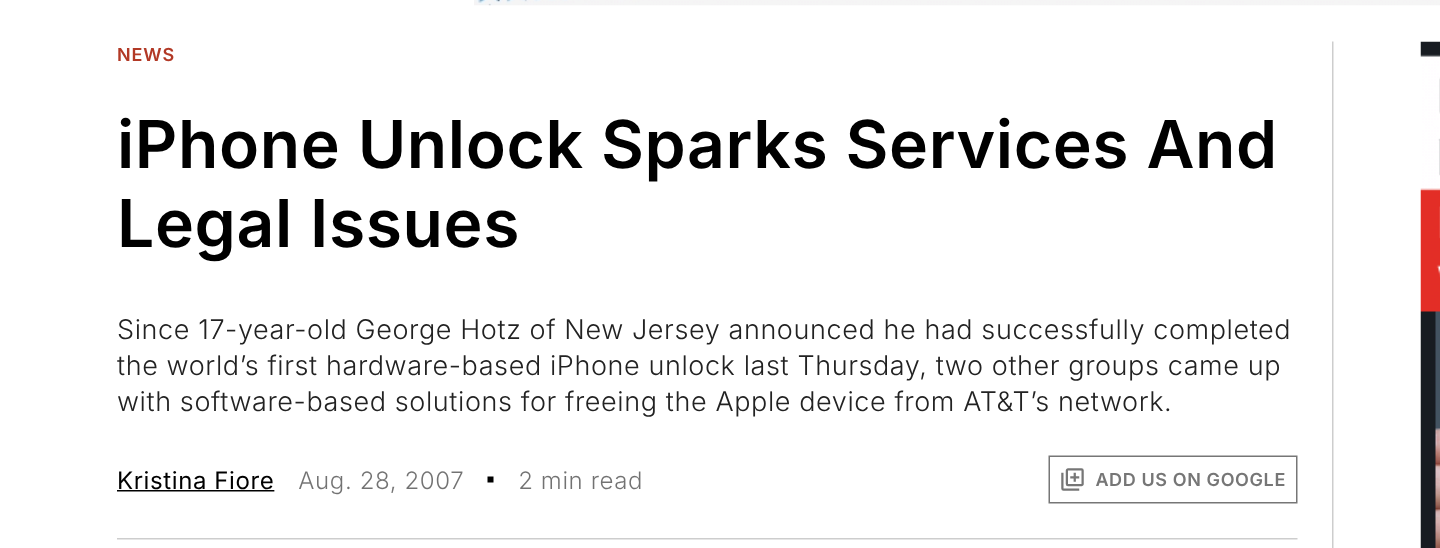 NEWS
iPhone Unlock Sparks Services And
Legal Issues
Since 17-year-old George Hotz of New Jersey announced he had successfully completed
the world’s first hardware-based iPhone unlock last Thursday, two other groups came up
with software-based solutions for freeing the Apple device from AT&T’s network.
Kristina Fiore Aug. 28, 2007 ▪ 2 min read
ADD US ON GOOGLE